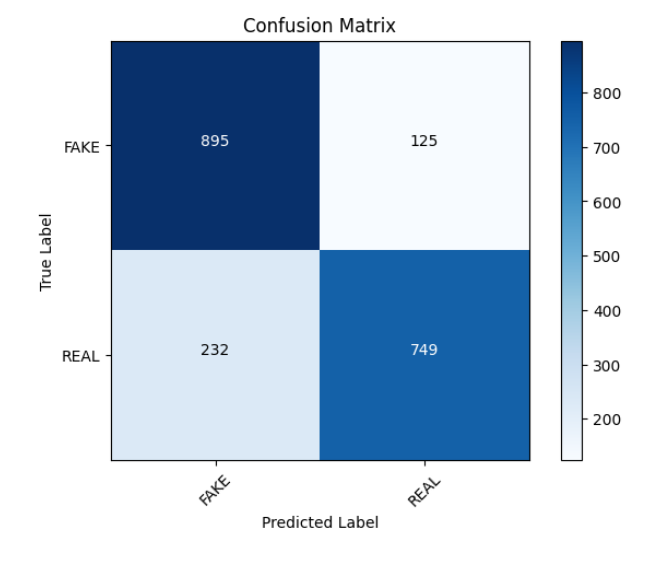 Confusion Matrix
FAKE
895
125
REAL
232
749
FAKE
REAL
True Label
Predicted Label
800
700
600
500
400
300
200